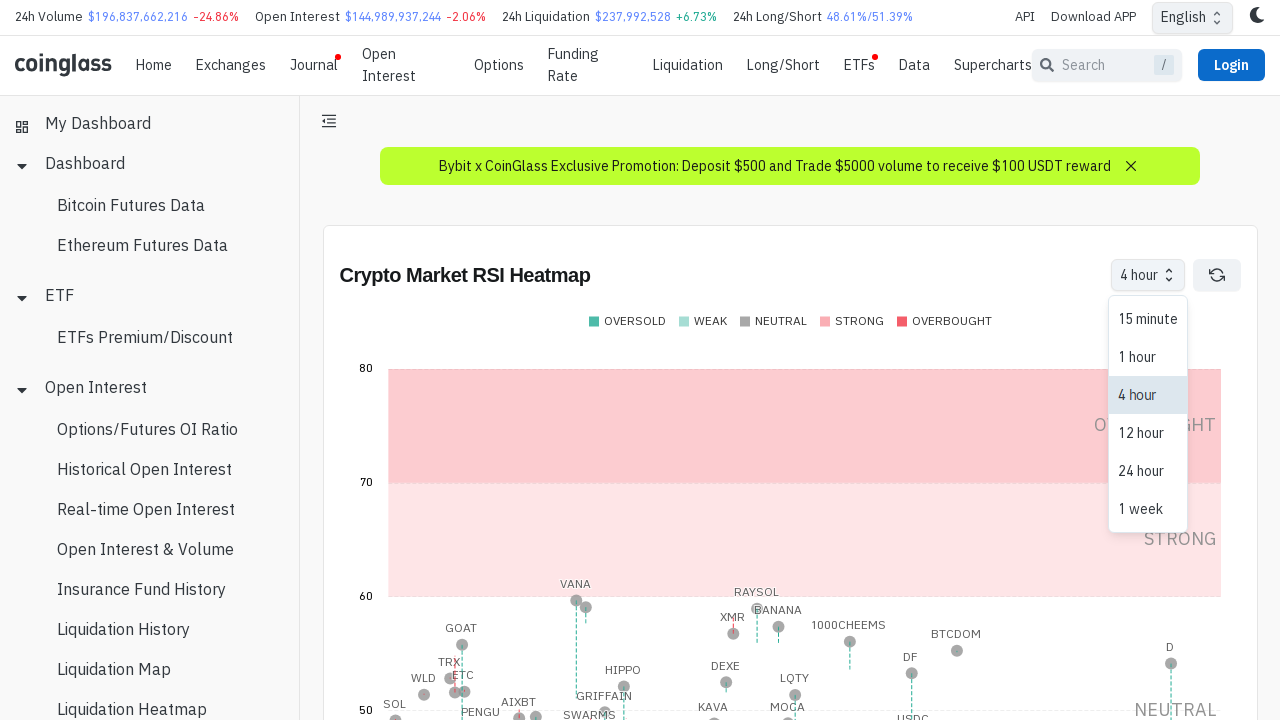 24h Volume $196,837,662,216 -24.86% Open Interest $144,989,937,244 -2.06% 24h Liquidation $237,992,528 +6.73% 24h Long/Short 48.61%/51.39% API Download APP English
coinglass Home Exchanges Journal Open Interest Options Funding Rate Liquidation Long/Short ETFs Data Supercharts Search / Login
My Dashboard
Dashboard
Bitcoin Futures Data
Ethereum Futures Data
ETF
ETFs Premium/Discount
Open Interest
Options/Futures OI Ratio
Historical Open Interest
Real-time Open Interest
Open Interest & Volume
Insurance Fund History
Liquidation History
Liquidation Map
Liquidation Heatmap
Bybit x CoinGlass Exclusive Promotion: Deposit $500 and Trade $5000 volume to receive $100 USDT reward
Crypto Market RSI Heatmap
4 hour
15 minute
1 hour
4 hour
12 hour
24 hour
1 week
OVERSOLD WEAK NEUTRAL STRONG OVERBOUGHT
80
70
STRONG
60
VANA
RAYSOL
BANANA
XMR
GOAT
1000CHEEMS
BTCDOM
D
DF
TRX
ETC
DEXE
HIPPO
WLD
LQTY
GRIFFAIN
SOL
AIXBT
KAVA
MOCA
50
PENGU
SWARMS
NEUTRAL
USDC